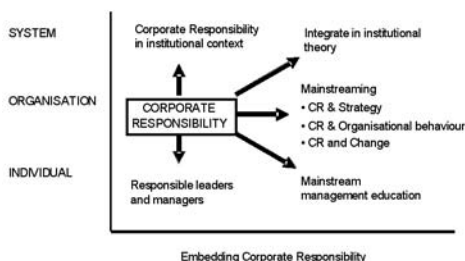 SYSTEM
Corporate Responsibility
in institutional context
Integrate in institutional
theory
ORGANISATION
CORPORATE
RESPONSIBILITY
Mainstreaming
• CR & Strategy
• CR & Organisational behaviour
• CR and Change
INDIVIDUAL
Responsible leaders
and managers
Mainstream
management education
Embedding Corporate Responsibility